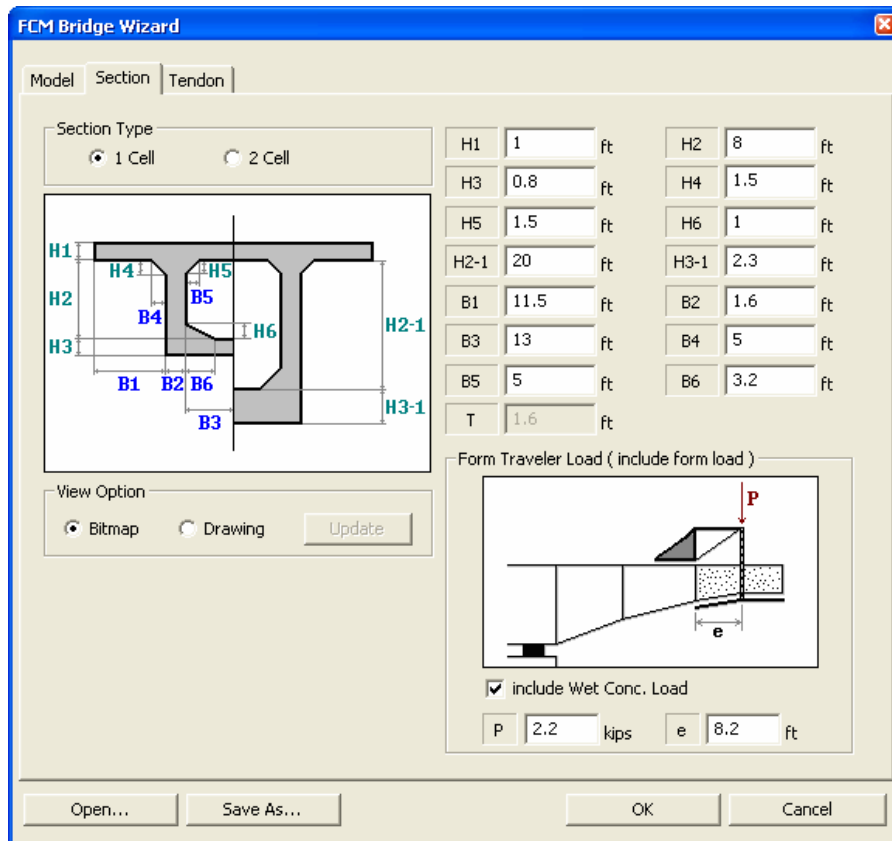 FCM Bridge Wizard
Model Section Tendon
Section Type
1 Cell 2 Cell
H1
H4 H5
H2
B5
B4
H6
H2-1
H3
B1 B2 B6
B3
H3-1
View Option
Bitmap Drawing Update
H1 1 ft H2 8 ft
H3 0.8 ft H4 1.5 ft
H5 1.5 ft H6 1 ft
H2-1 20 ft H3-1 2.3 ft
B1 11.5 ft B2 1.6 ft
B3 13 ft B4 5 ft
B5 5 ft B6 3.2 ft
T 1.6 ft
Form Traveler Load ( include form load )
P
e
include Wet Conc. Load
P 2.2 kips e 8.2 ft
Open... Save As... OK Cancel